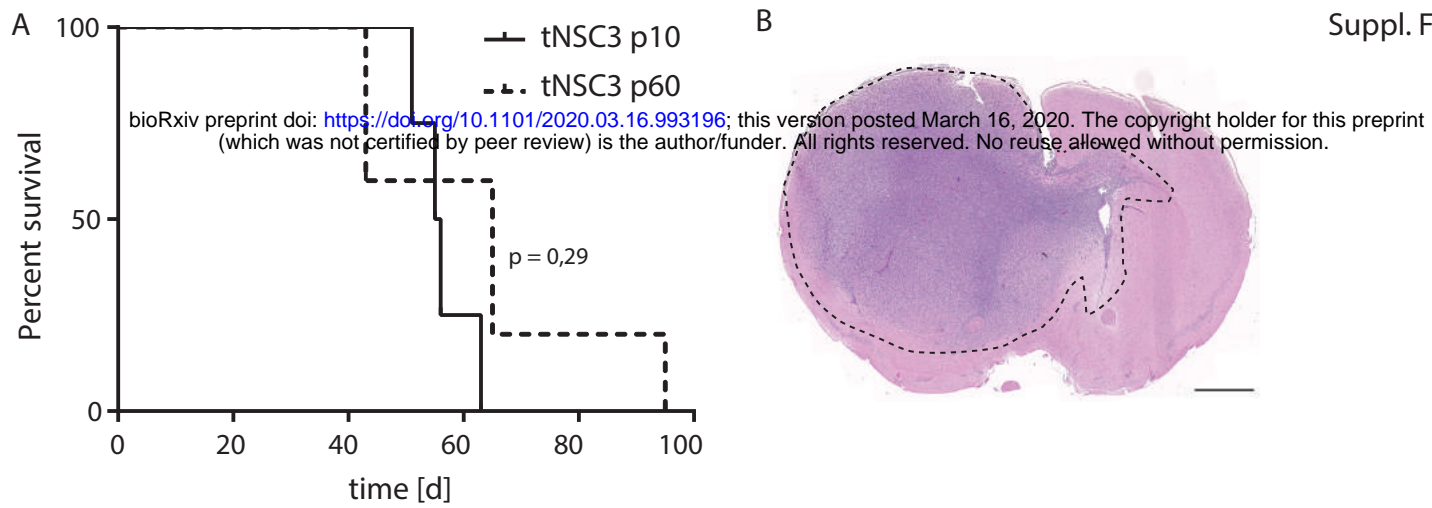 A
B
Suppl. F
100
tNSC3 p10
tNSC3 p60
bioRxiv preprint doi: https://doi.org/10.1101/2020.03.16.993196; this version posted March 16, 2020. The copyright holder for this preprint
(which was not certified by peer review) is the author/funder. All rights reserved. No reuse allowed without permission.
Percent survival
50
p = 0,29
0
0 20 40 60 80 100
time [d]